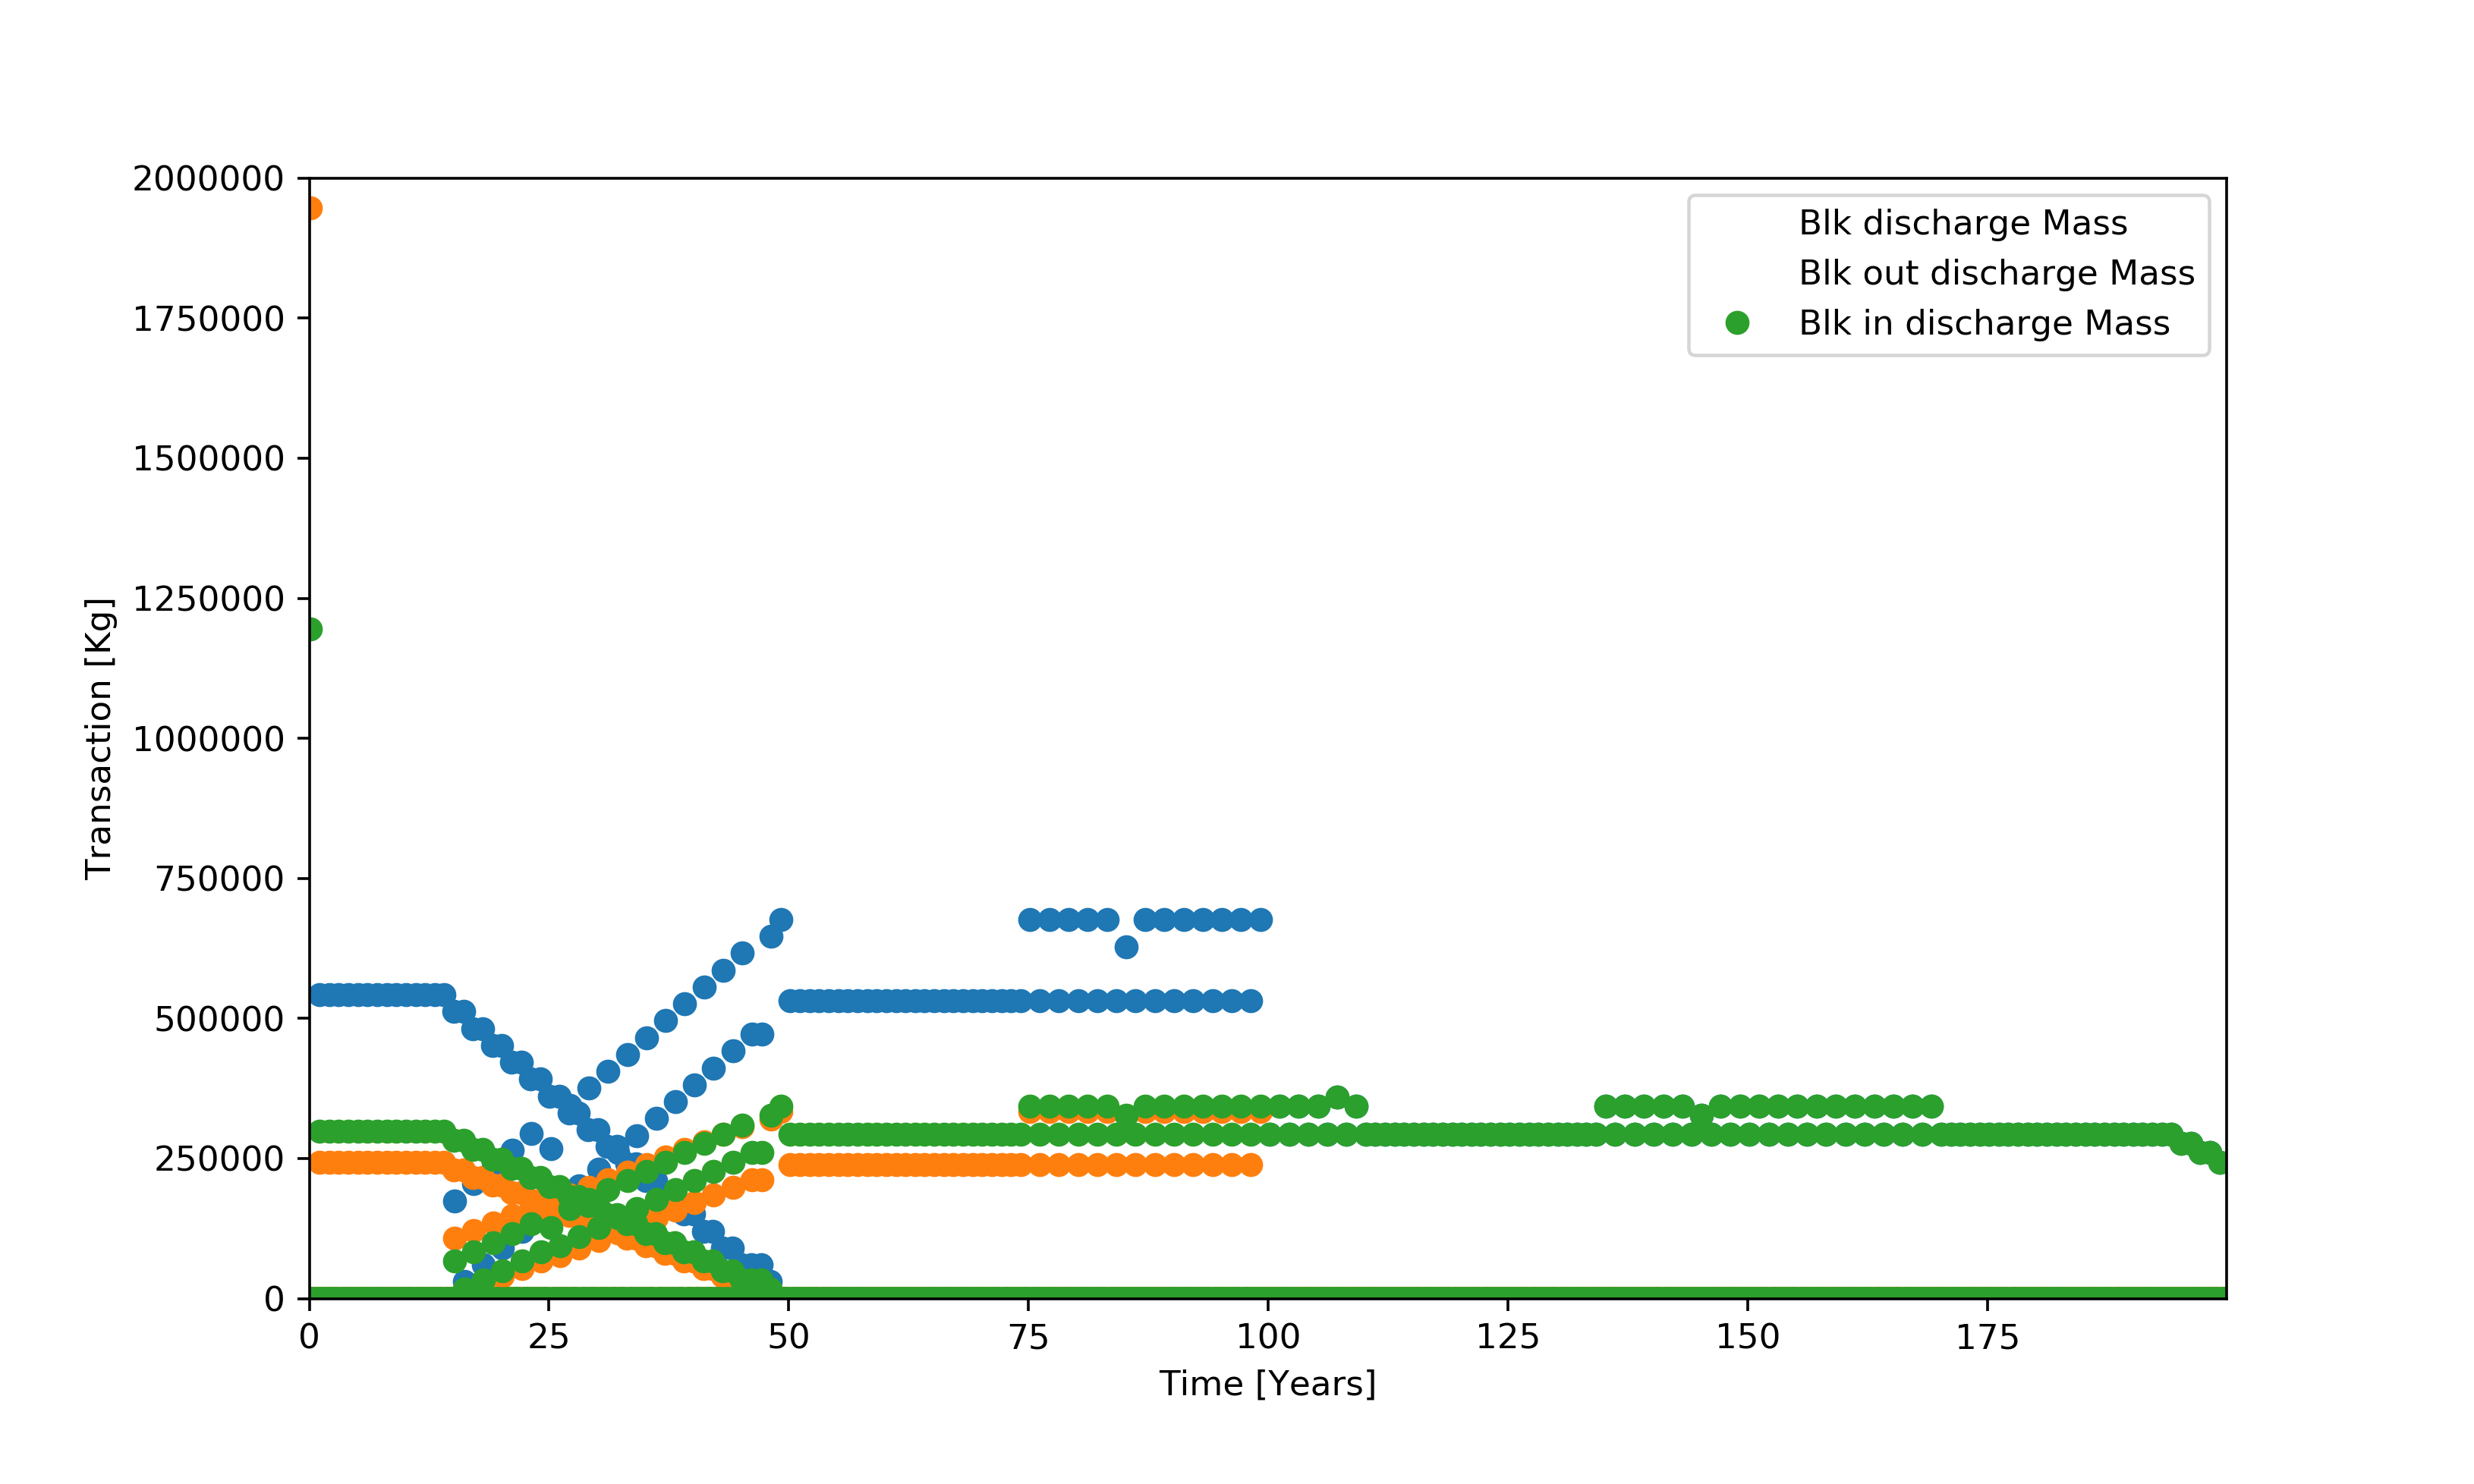 2000000
1750000
1500000
1250000
1000000
750000
500000
250000
0
Transaction [Kg]
Blk discharge Mass
Blk out discharge Mass
Blk in discharge Mass
0 25 50 75 100 125 150 175
Time [Years]